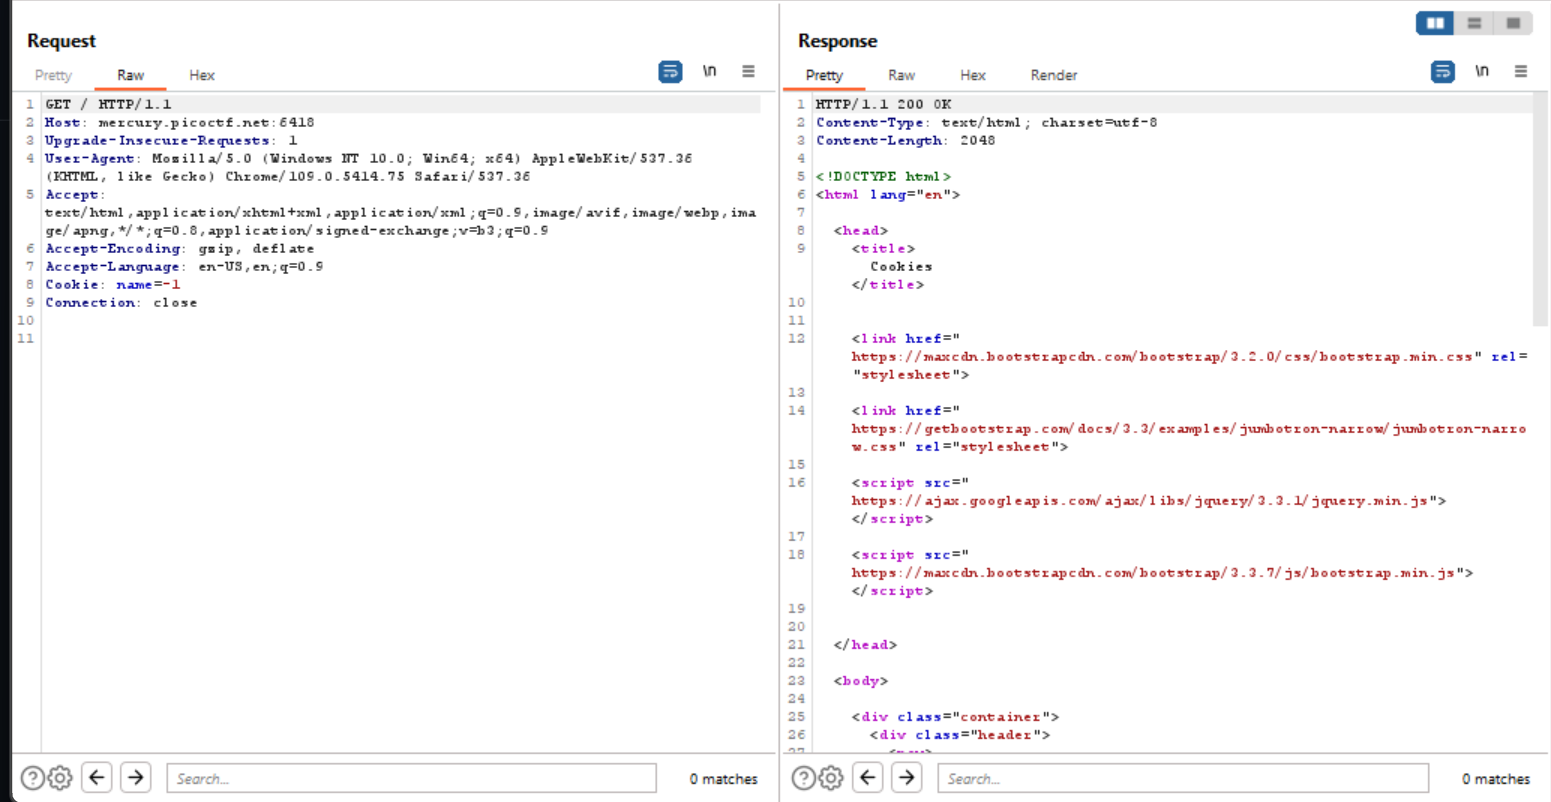 Request
Pretty Raw Hex \n
1 GET / HTTP/1.1
2 Host: mercury.picoctf.net:6418
3 Upgrade-Insecure-Requests: 1
4 User-Agent: Mozilla/5.0 (Windows NT 10.0; Win64; x64) AppleWebKit/537.36
(KHTML, like Gecko) Chrome/109.0.5414.75 Safari/537.36
5 Accept:
text/html,application/xhtml+xml,application/xml;q=0.9,image/avif,image/webp,ima
ge/apng,*/*;q=0.8,application/signed-exchange;v=b3;q=0.9
6 Accept-Encoding: gzip, deflate
7 Accept-Language: en-US,en;q=0.9
8 Cookie: name=-1
9 Connection: close
10
11
Search... 0 matches
Response
Pretty Raw Hex Render \n
1 HTTP/1.1 200 OK
2 Content-Type: text/html; charset=utf-8
3 Content-Length: 2048
4
5 <!DOCTYPE html>
6 <html lang="en">
7
8 <head>
9 <title>
Cookies
</title>
10
11
12 <link href="
https://maxcdn.bootstrapcdn.com/bootstrap/3.2.0/css/bootstrap.min.css" rel=
"stylesheet">
13
14 <link href="
https://getbootstrap.com/docs/3.3/examples/jumbotron-narrow/jumbotron-narro
w.css" rel="stylesheet">
15
16 <script src="
https://ajax.googleapis.com/ajax/libs/jquery/3.3.1/jquery.min.js">
</script>
17
18 <script src="
https://maxcdn.bootstrapcdn.com/bootstrap/3.3.7/js/bootstrap.min.js">
</script>
19
20
21 </head>
22
23 <body>
24
25 <div class="container">
26 <div class="header">
27 <nav>
Search... 0 matches